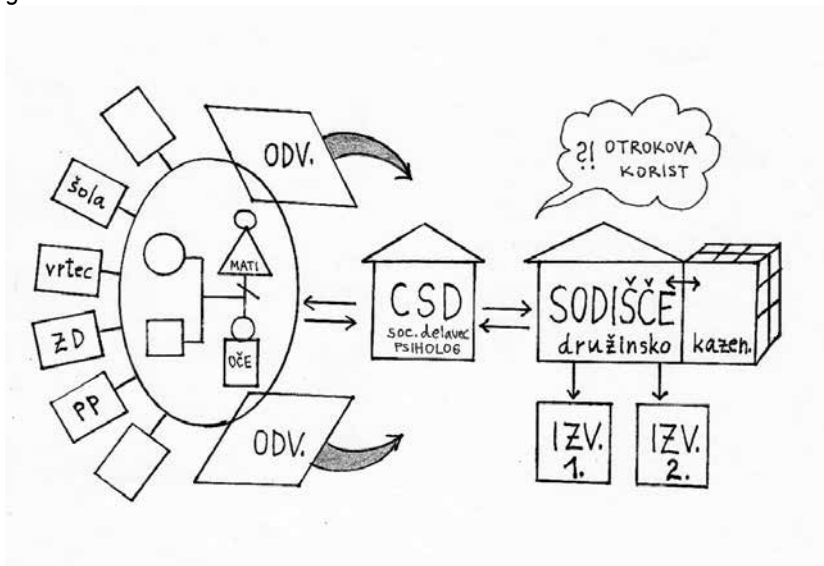 ODV.
?! OTROKOVA
KORIST
šola
vrtec
ZD
PP
MATI
OČE
CSD
soc. delavec
PSIHOLOG
SODIŠČE
družinsko
kazen.
ODV.
IZV.
1.
IZV.
2.